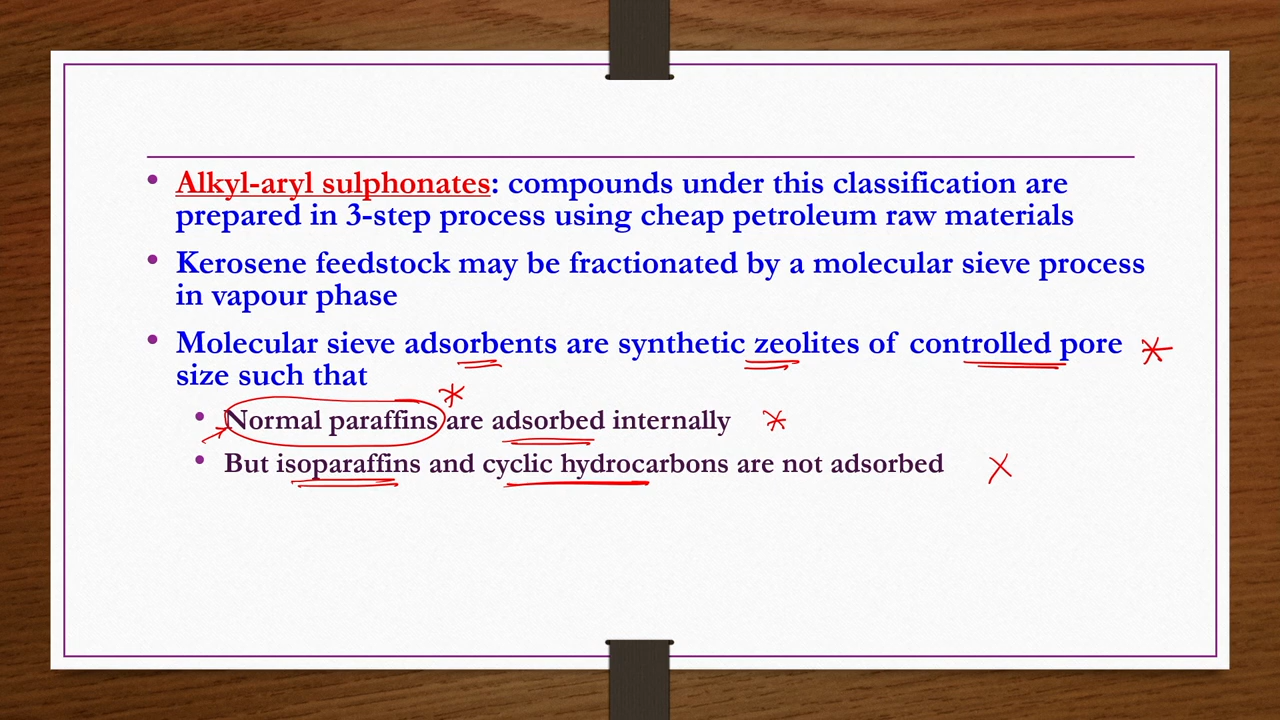 • Alkyl-aryl sulphonates: compounds under this classification are
prepared in 3-step process using cheap petroleum raw materials
• Kerosene feedstock may be fractionated by a molecular sieve process
in vapour phase
• Molecular sieve adsorbents are synthetic zeolites of controlled pore
size such that
• Normal paraffins are adsorbed internally
• But isoparaffins and cyclic hydrocarbons are not adsorbed